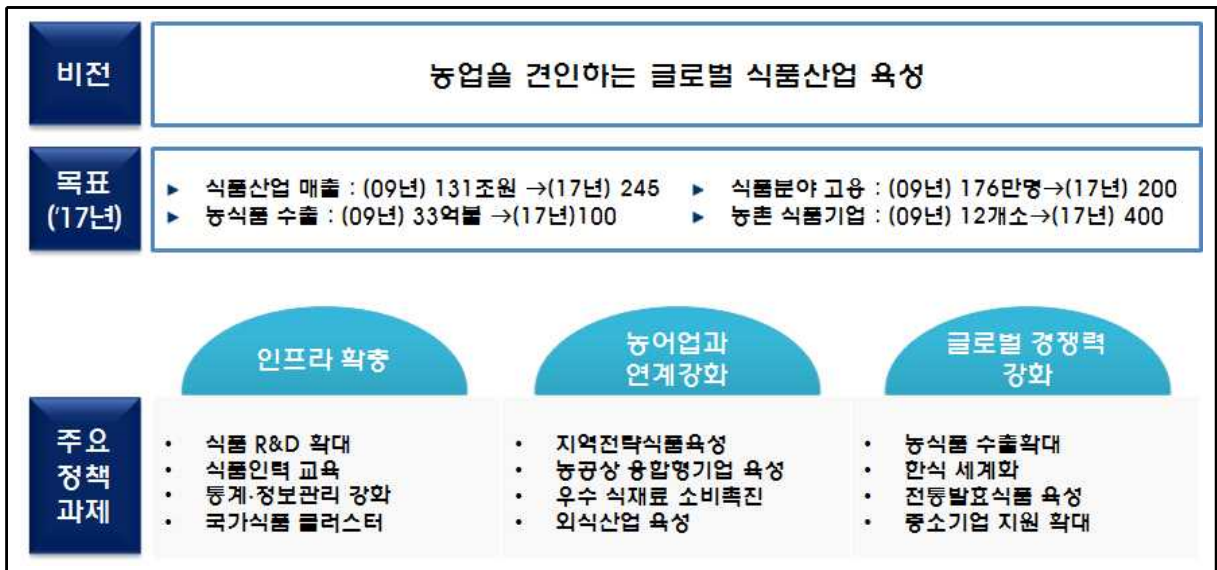 비전
농업을 견인하는 글로벌 식품산업 육성
목표
('17년)
► 식품산업 매출 : (09년) 131조원 →(17년) 245
► 농식품 수출 : (09년) 33억불 →(17년)100
► 식품분야 고용 : (09년) 176만명→(17년) 200
► 농촌 식품기업 : (09년) 12개소→(17년) 400
주요
정책
과제
인프라 확충
• 식품 R&D 확대
• 식품인력 교육
• 통계·정보관리 강화
• 국가식품 클러스터
농어업과
연계강화
• 지역전략식품육성
• 농공상 융합형기업 육성
• 우수 식재료 소비촉진
• 외식산업 육성
글로벌 경쟁력
강화
• 농식품 수출확대
• 한식 세계화
• 전통발효식품 육성
• 중소기업 지원 확대